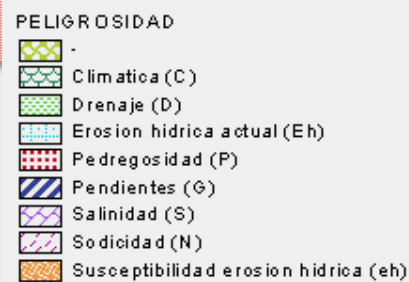 PELIGROSIDAD
-
Climatica (C)
Drenaje (D)
Erosion hidrica actual (Eh)
Pedregosidad (P)
Pendientes (G)
Salinidad (S)
Sodicidad (N)
Susceptibilidad erosion hidrica (eh)